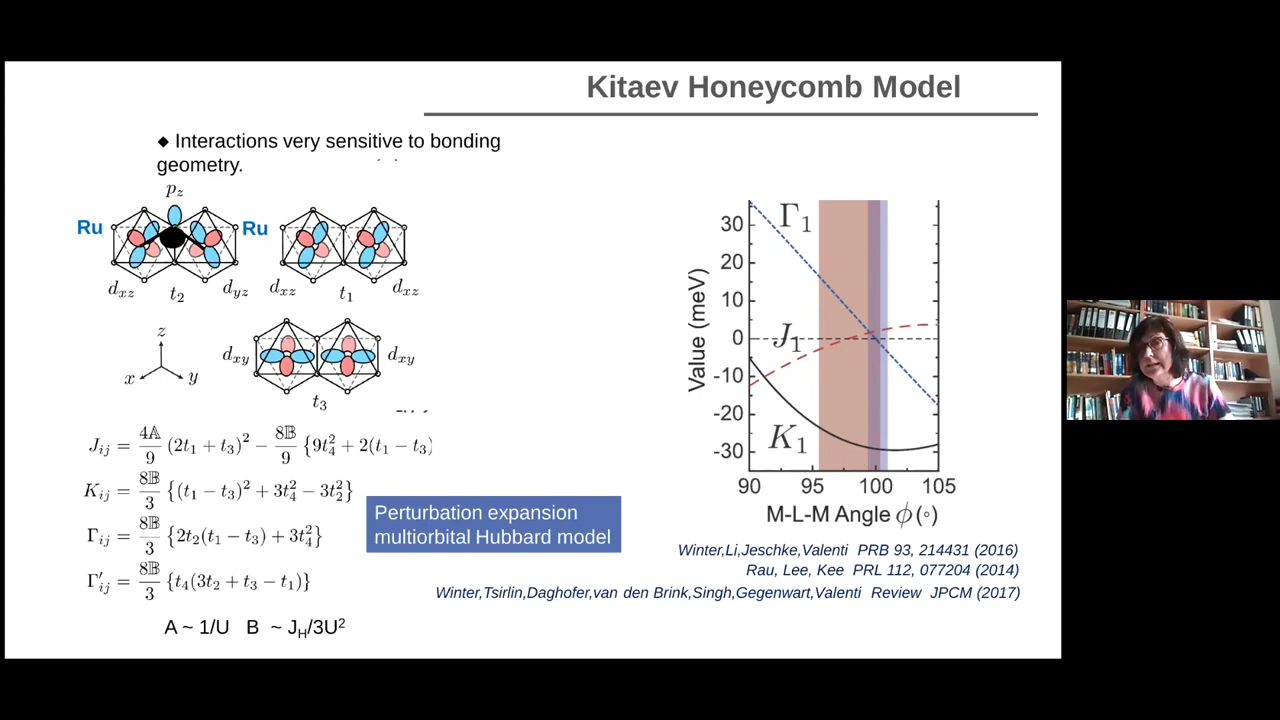 Kitaev Honeycomb Model
◆ Interactions very sensitive to bonding
geometry.
p_z
Ru
Ru
d_xz t_2 d_yz
d_xz t_1 d_xz
z
x y
d_xy d_xy
t_3
J_ij = 4𝔸/9 (2t_1 + t_3)^2 − 8𝔹/9 {9t_4^2 + 2(t_1 − t_3)
K_ij = 8𝔹/3 {(t_1 − t_3)^2 + 3t_4^2 − 3t_2^2}
Γ_ij = 8𝔹/3 {2t_2(t_1 − t_3) + 3t_4^2}
Γ'_ij = 8𝔹/3 {t_4(3t_2 + t_3 − t_1)}
A ~ 1/U B ~ J_H/3U^2
Perturbation expansion
multiorbital Hubbard model
Value (meV)
30
20
10
0
-10
-20
-30
Γ_1
J_1
K_1
90 95 100 105
M-L-M Angle ϕ (°)
Winter,Li,Jeschke,Valenti PRB 93, 214431 (2016)
Rau, Lee, Kee PRL 112, 077204 (2014)
Winter,Tsirlin,Daghofer,van den Brink,Singh,Gegenwart,Valenti Review JPCM (2017)